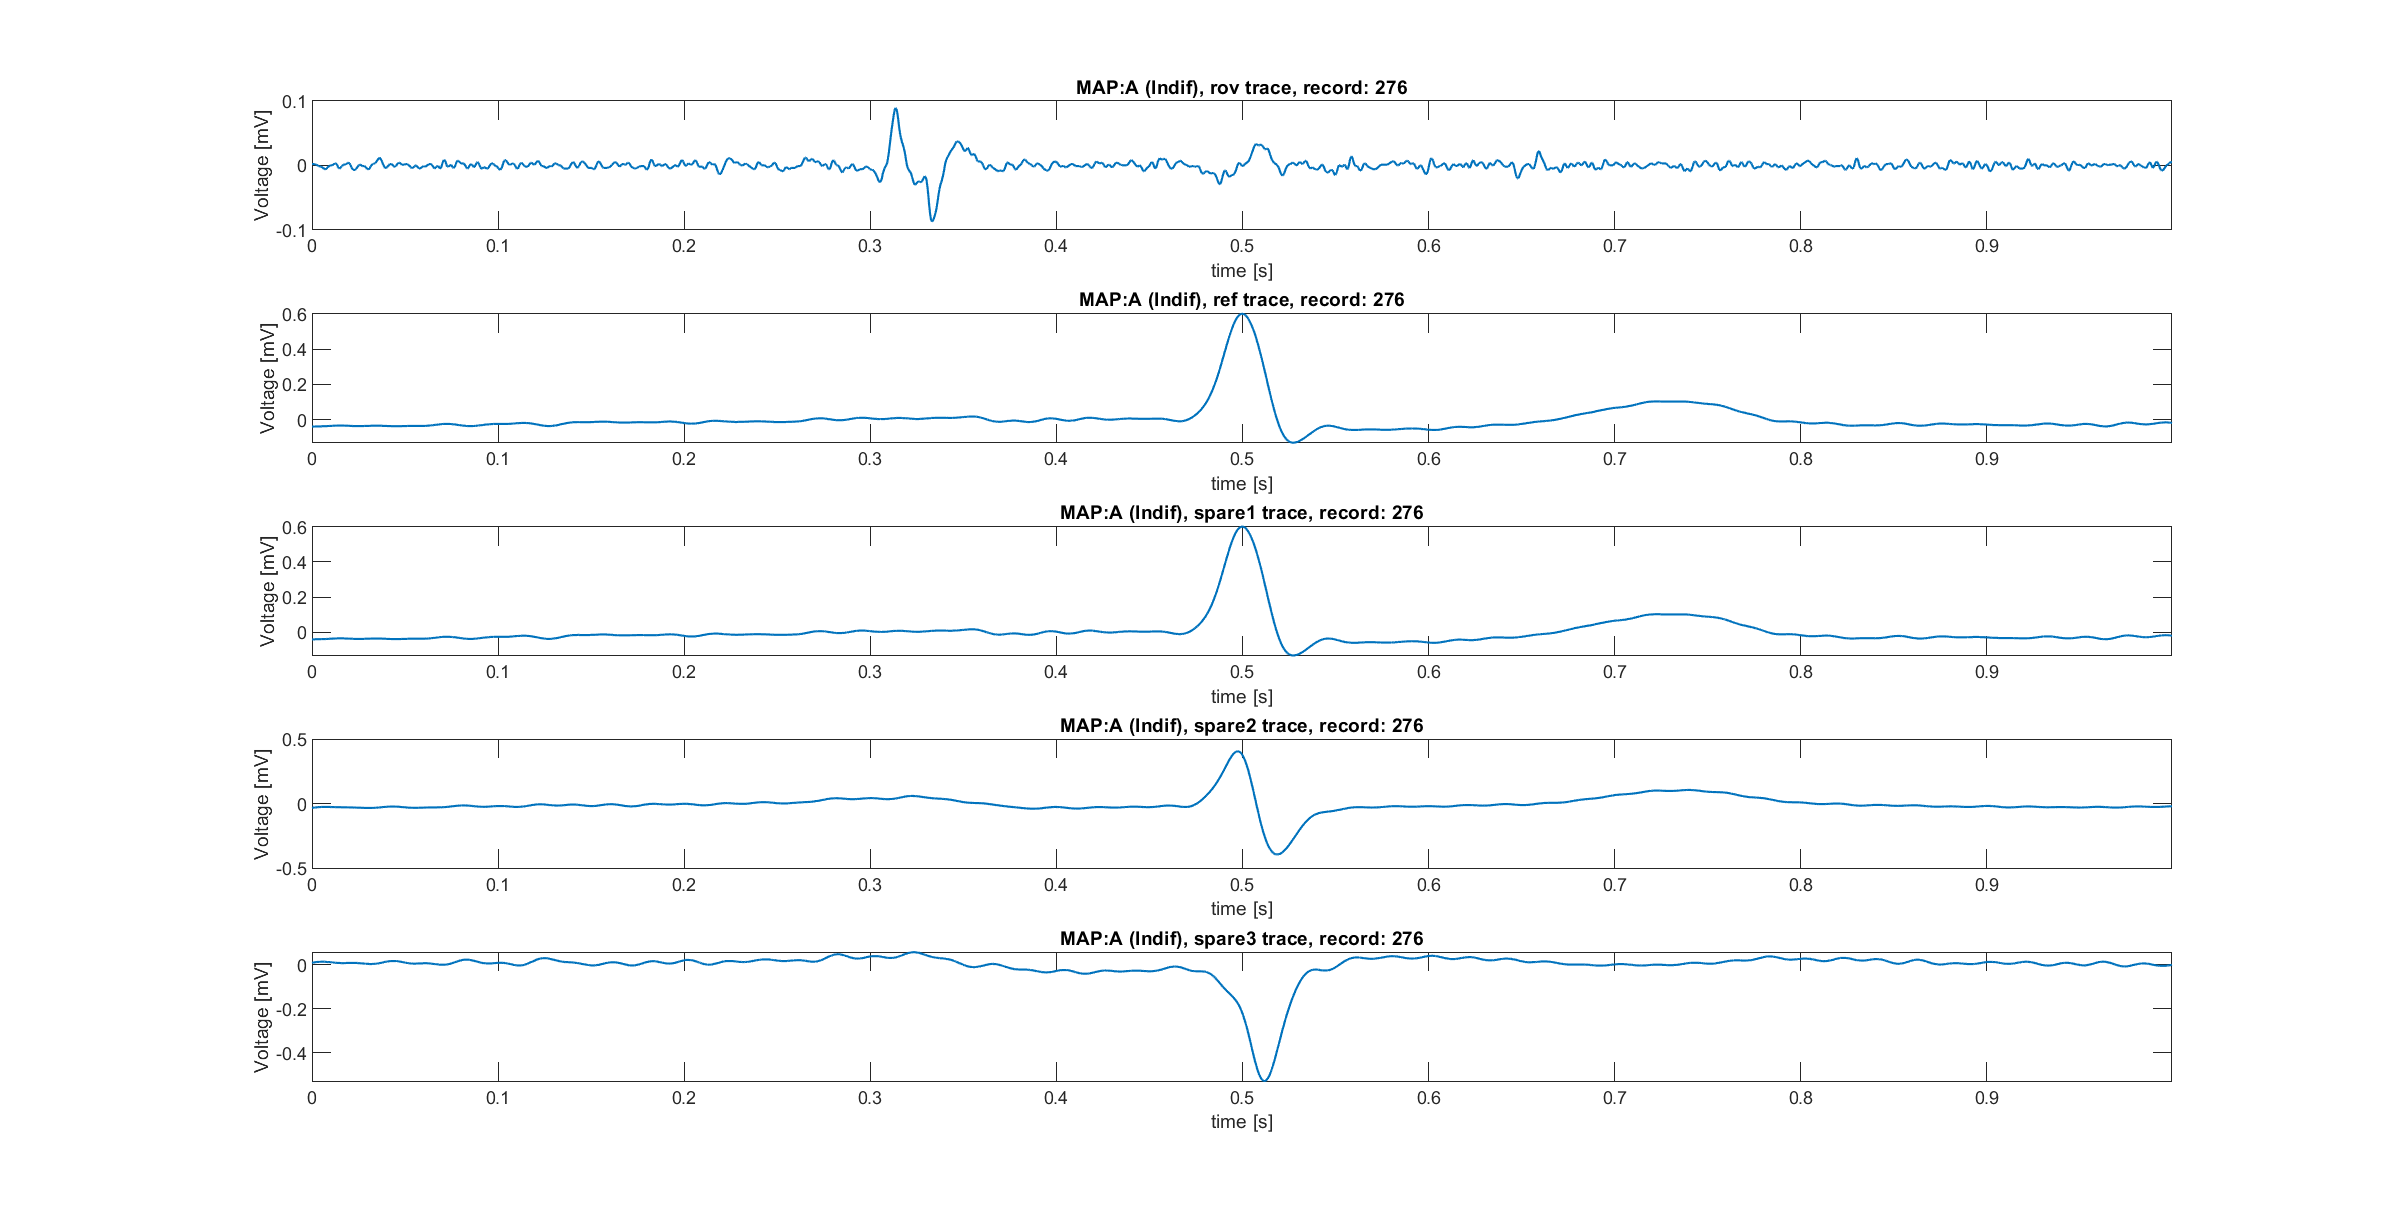 MAP:A (Indif), rov trace, record: 276
Voltage [mV]
0.1
0
-0.1
0 0.1 0.2 0.3 0.4 0.5 0.6 0.7 0.8 0.9
time [s]
MAP:A (Indif), ref trace, record: 276
Voltage [mV]
0.6
0.4
0.2
0
0 0.1 0.2 0.3 0.4 0.5 0.6 0.7 0.8 0.9
time [s]
MAP:A (Indif), spare1 trace, record: 276
Voltage [mV]
0.6
0.4
0.2
0
0 0.1 0.2 0.3 0.4 0.5 0.6 0.7 0.8 0.9
time [s]
MAP:A (Indif), spare2 trace, record: 276
Voltage [mV]
0.5
0
-0.5
0 0.1 0.2 0.3 0.4 0.5 0.6 0.7 0.8 0.9
time [s]
MAP:A (Indif), spare3 trace, record: 276
Voltage [mV]
0
-0.2
-0.4
0 0.1 0.2 0.3 0.4 0.5 0.6 0.7 0.8 0.9
time [s]